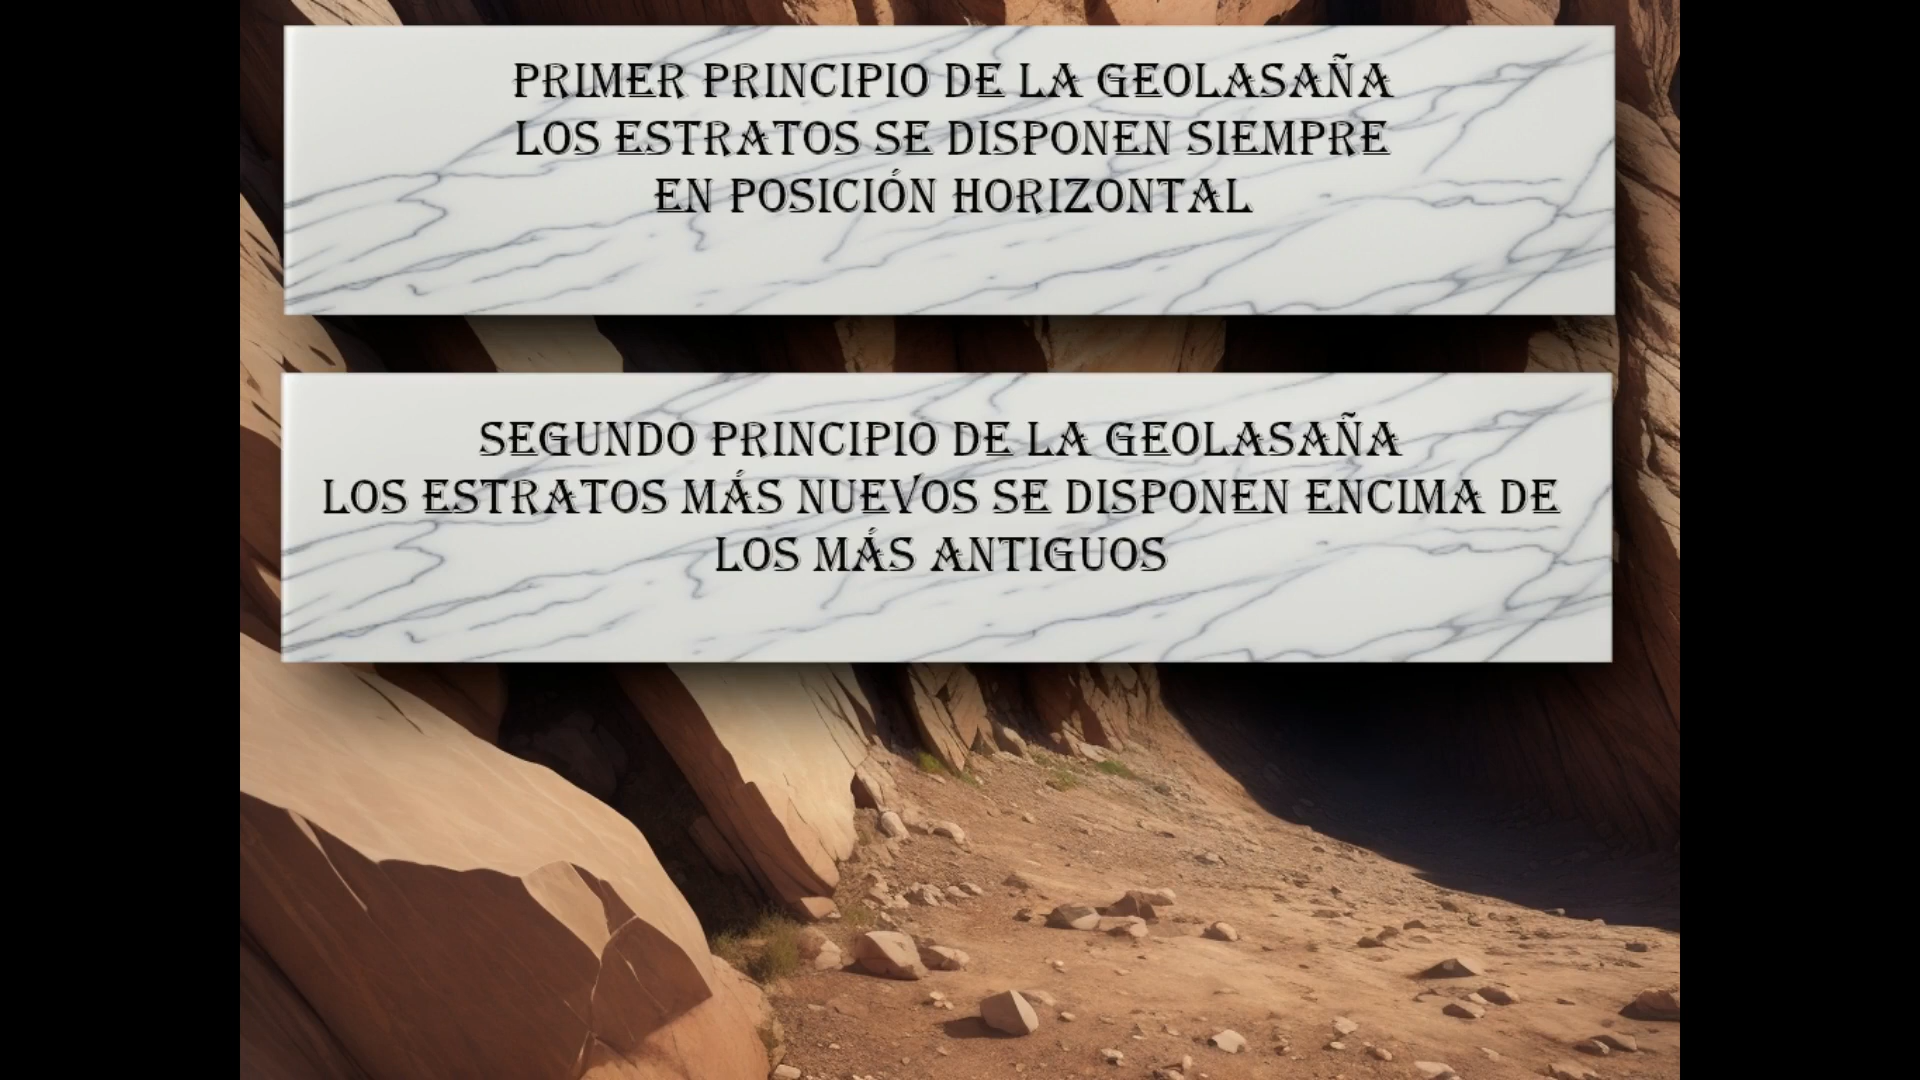 PRIMER PRINCIPIO DE LA GEOLASAÑA
LOS ESTRATOS SE DISPONEN SIEMPRE
EN POSICIÓN HORIZONTAL
SEGUNDO PRINCIPIO DE LA GEOLASAÑA
LOS ESTRATOS MÁS NUEVOS SE DISPONEN ENCIMA DE
LOS MÁS ANTIGUOS